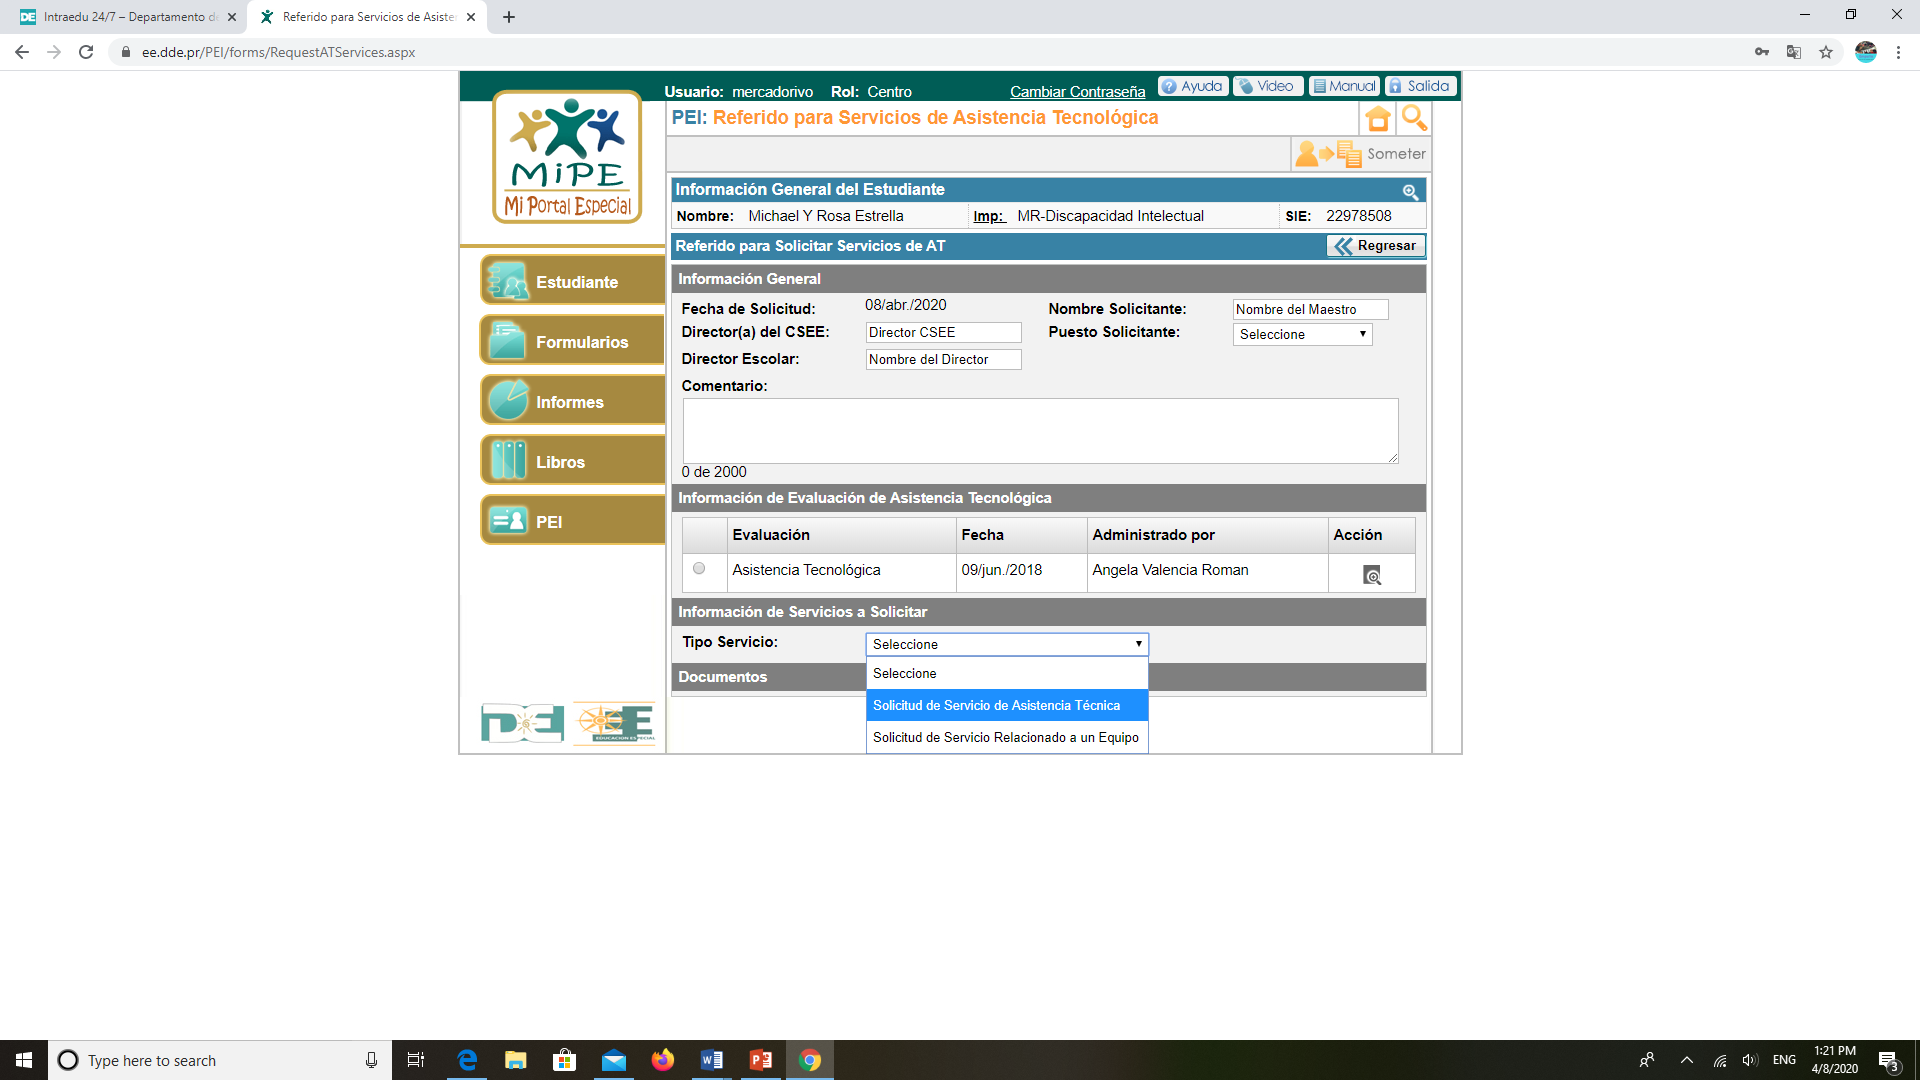 Intraedu 24/7 – Departamento d
Referido para Servicios de Asiste
ee.dde.pr/PEI/forms/RequestATServices.aspx
Usuario: mercadorivo Rol: Centro Cambiar Contraseña Ayuda Video Manual Salida
PEI: Referido para Servicios de Asistencia Tecnológica
Someter
MiPE
Mi Portal Especial
Estudiante
Formularios
Informes
Libros
PEI
Información General del Estudiante
Nombre: Michael Y Rosa Estrella Imp: MR-Discapacidad Intelectual SIE: 22978508
Referido para Solicitar Servicios de AT Regresar
Información General
Fecha de Solicitud: 08/abr./2020 Nombre Solicitante: Nombre del Maestro
Director(a) del CSEE: Director CSEE Puesto Solicitante: Seleccione
Director Escolar: Nombre del Director
Comentario:
0 de 2000
Información de Evaluación de Asistencia Tecnológica
Evaluación Fecha Administrado por Acción
Asistencia Tecnológica 09/jun./2018 Angela Valencia Roman
Información de Servicios a Solicitar
Tipo Servicio: Seleccione
Seleccione
Solicitud de Servicio de Asistencia Técnica
Solicitud de Servicio Relacionado a un Equipo
Documentos
DE EE
EDUCACION ESPECIAL
Type here to search
ENG
1:21 PM
4/8/2020
3